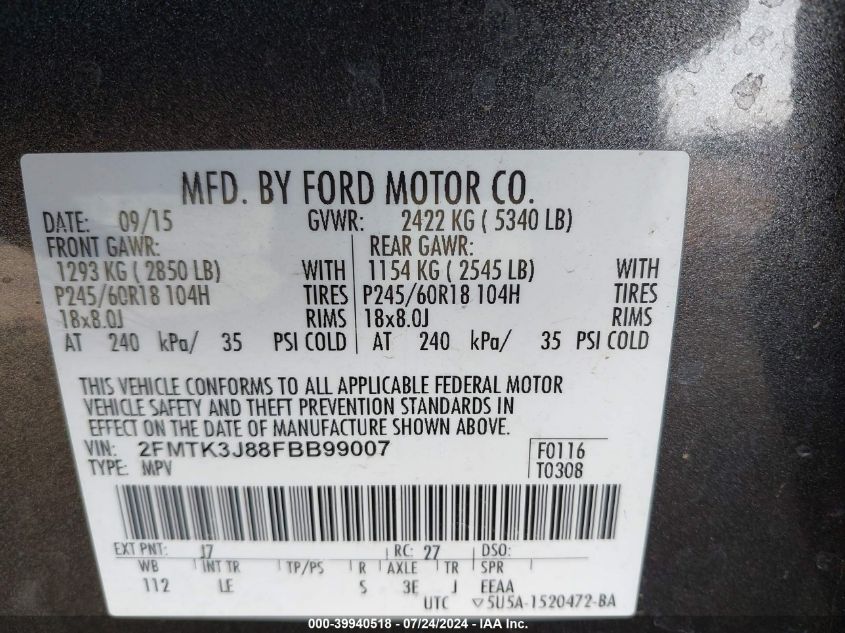 MFD. BY FORD MOTOR CO.
DATE: 09/15 GVWR: 2422 KG ( 5340 LB)
FRONT GAWR: REAR GAWR:
1293 KG ( 2850 LB) WITH 1154 KG ( 2545 LB) WITH
P245/60R18 104H TIRES P245/60R18 104H TIRES
18x8.0J RIMS 18x8.0J RIMS
AT 240 kPa/ 35 PSI COLD AT 240 kPa/ 35 PSI COLD
THIS VEHICLE CONFORMS TO ALL APPLICABLE FEDERAL MOTOR
VEHICLE SAFETY AND THEFT PREVENTION STANDARDS IN
EFFECT ON THE DATE OF MANUFACTURE SHOWN ABOVE.
VIN: 2FMTK3J88FBB99007 F0116
TYPE: MPV T0308
EXT PNT: J7 RC: 27 DSO:
WB INT TR TP/PS R AXLE TR SPR
112 LE S 3E J EEAA
UTC ▽5U5A-1520472-BA
000-39940518 - 07/24/2024 - IAA Inc.